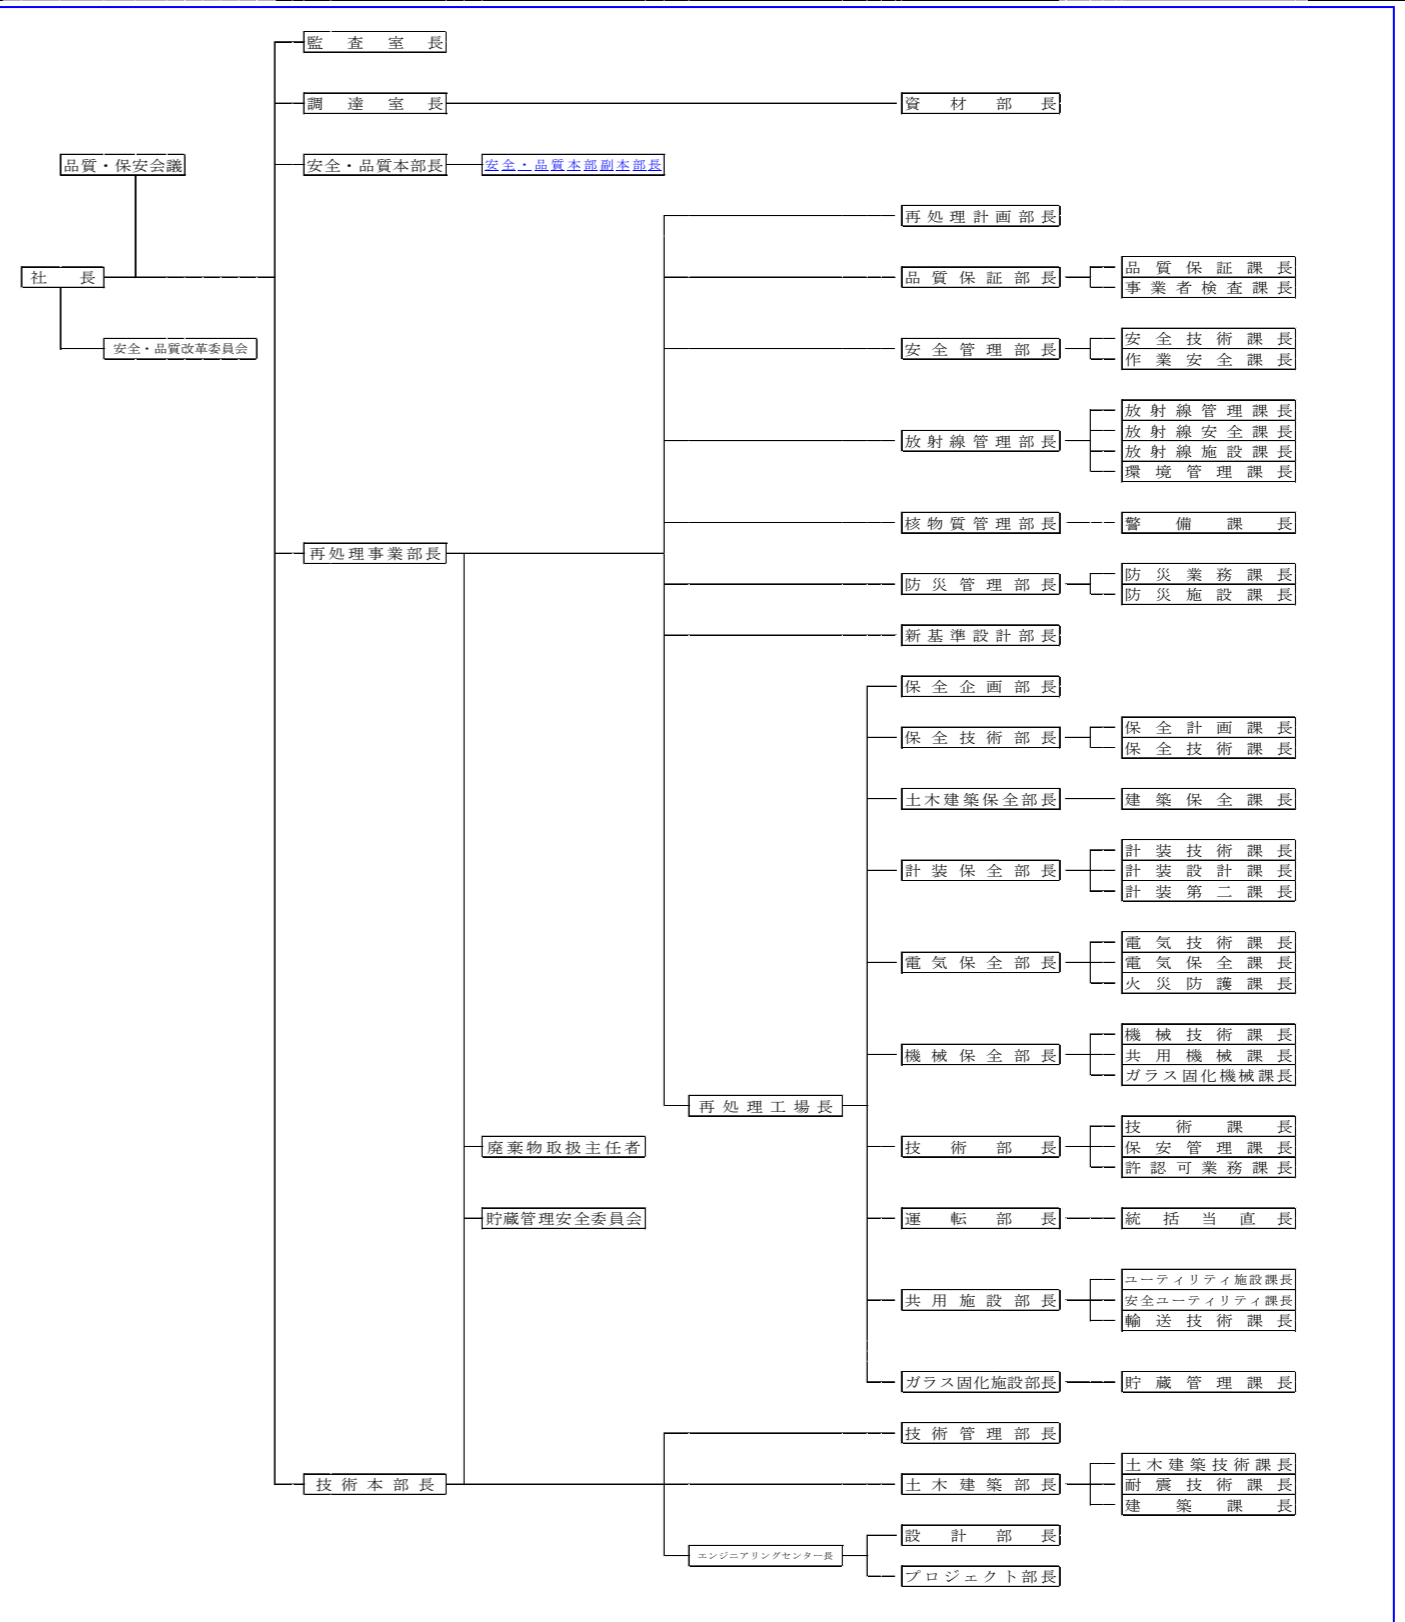 監査室長
調達室長
資材部長
品質・保安会議
安全・品質本部長
安全・品質本部副本部長
再処理計画部長
社長
品質保証部長
品質保証課長
事業者検査課長
安全・品質改革委員会
安全管理部長
安全技術課長
作業安全課長
放射線管理部長
放射線管理課長
放射線安全課長
放射線施設課長
環境管理課長
核物質管理部長
警備課長
再処理事業部長
防災管理部長
防災業務課長
防災施設課長
新基準設計部長
保全企画部長
保全技術部長
保全計画課長
保全技術課長
土木建築保全部長
建築保全課長
計装保全部長
計装技術課長
計装設計課長
計装第二課長
電気保全部長
電気技術課長
電気保全課長
火災防護課長
機械保全部長
機械技術課長
共用機械課長
ガラス固化機械課長
再処理工場長
廃棄物取扱主任者
技術部長
技術課長
保安管理課長
許認可業務課長
貯蔵管理安全委員会
運転部長
統括当直長
共用施設部長
ユーティリティ施設課長
安全ユーティリティ課長
輸送技術課長
ガラス固化施設部長
貯蔵管理課長
技術管理部長
技術本部長
土木建築部長
土木建築技術課長
耐震技術課長
建築課長
設計部長
エンジニアリングセンター長
プロジェクト部長